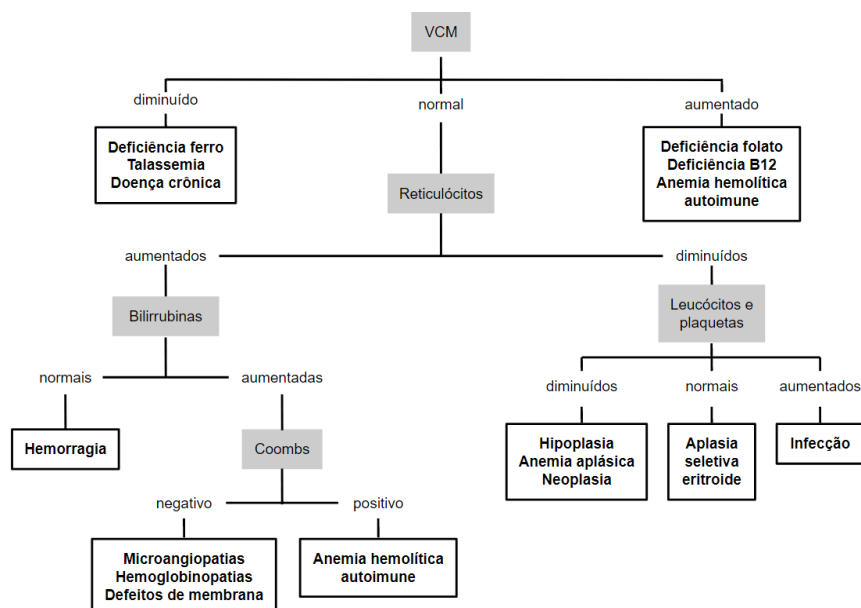 VCM
diminuído
normal
aumentado
Deficiência ferro
Talassemia
Doença crônica
Deficiência folato
Deficiência B12
Anemia hemolítica
autoimune
Reticulócitos
aumentados
diminuídos
Bilirrubinas
Leucócitos e
plaquetas
normais
aumentadas
diminuídos
normais
aumentados
Hemorragia
Coombs
Hipoplasia
Anemia aplásica
Neoplasia
Aplasia
seletiva
eritroide
Infecção
negativo
positivo
Microangiopatias
Hemoglobinopatias
Defeitos de membrana
Anemia hemolítica
autoimune